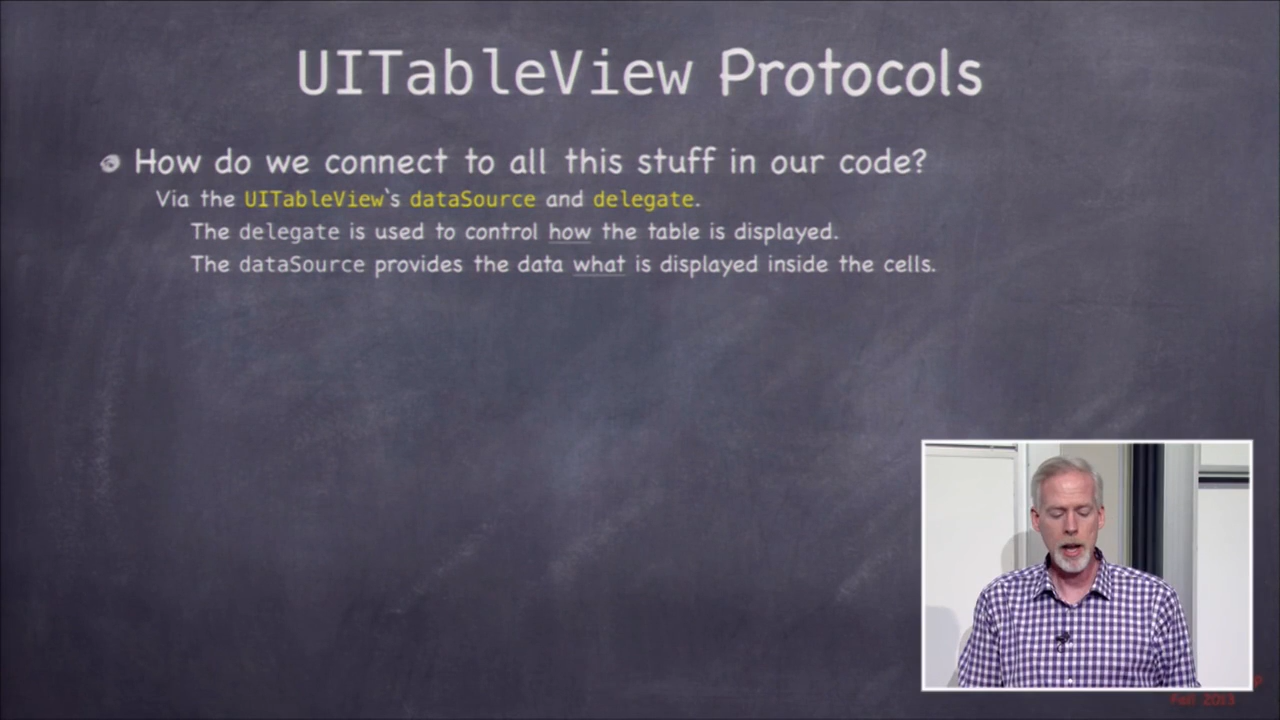 UITableView Protocols
How do we connect to all this stuff in our code?
Via the UITableView`s dataSource and delegate.
The delegate is used to control how the table is displayed.
The dataSource provides the data what is displayed inside the cells.
Fall 2013